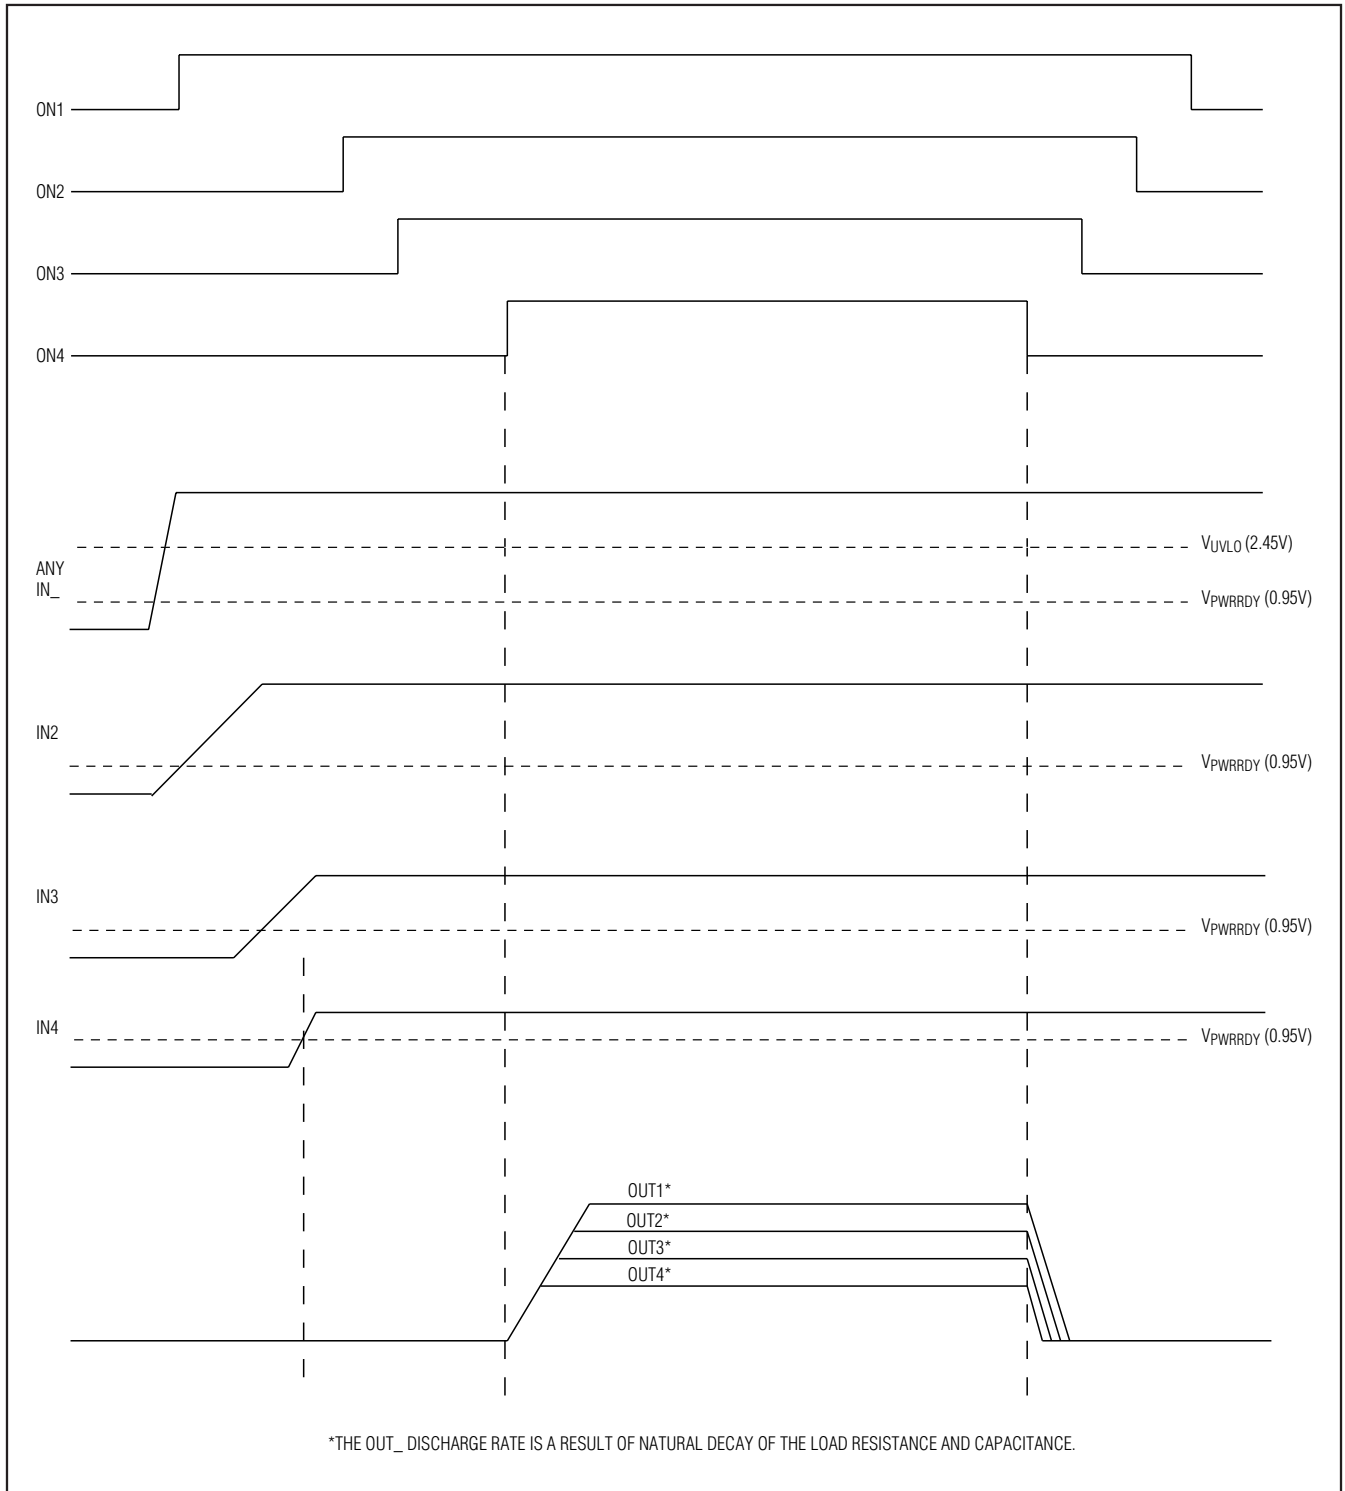 ON1
ON2
ON3
ON4
VUVLO (2.45V)
ANY
IN_
VPWRRDY (0.95V)
IN2
VPWRRDY (0.95V)
IN3
VPWRRDY (0.95V)
IN4
VPWRRDY (0.95V)
OUT1*
OUT2*
OUT3*
OUT4*
*THE OUT_ DISCHARGE RATE IS A RESULT OF NATURAL DECAY OF THE LOAD RESISTANCE AND CAPACITANCE.